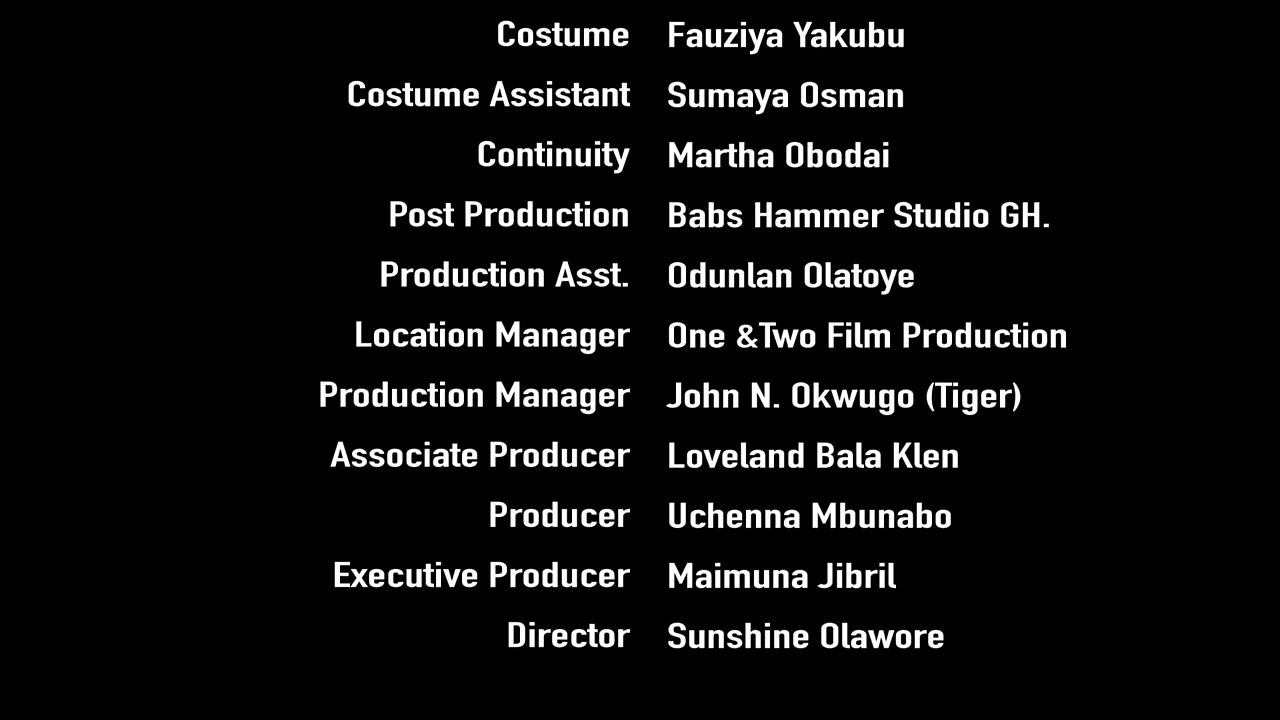 Costume Fauziya Yakubu
Costume Assistant Sumaya Osman
Continuity Martha Obodai
Post Production Babs Hammer Studio GH.
Production Asst. Odunlan Olatoye
Location Manager One &Two Film Production
Production Manager John N. Okwugo (Tiger)
Associate Producer Loveland Bala Klen
Producer Uchenna Mbunabo
Executive Producer Maimuna Jibril
Director Sunshine Olawore